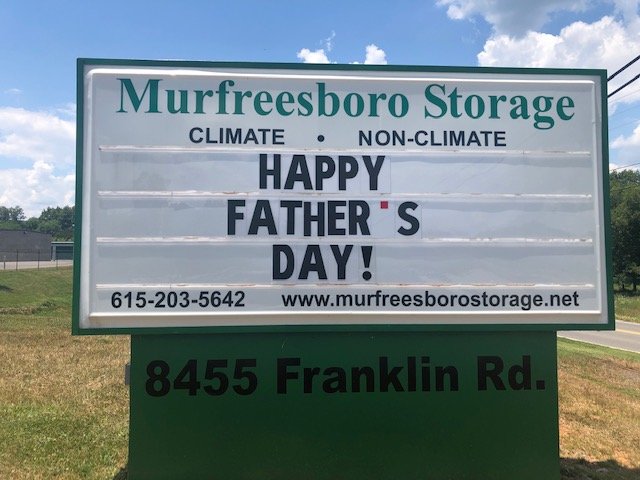 Murfreesboro Storage
CLIMATE • NON-CLIMATE
HAPPY
FATHER'S
DAY!
615-203-5642 www.murfreesborostorage.net
8455 Franklin Rd.